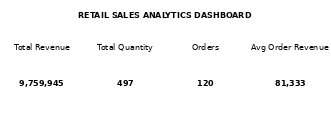 RETAIL SALES ANALYTICS DASHBOARD
Total Revenue Total Quantity Orders Avg Order Revenue
9,759,945 497 120 81,333